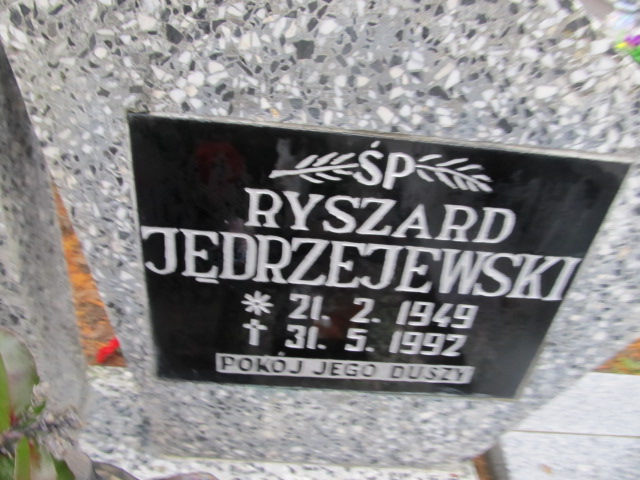 ŚP
RYSZARD
JĘDRZEJEWSKI
* 21. 2. 1949
† 31. 5. 1992
POKÓJ JEGO DUSZY